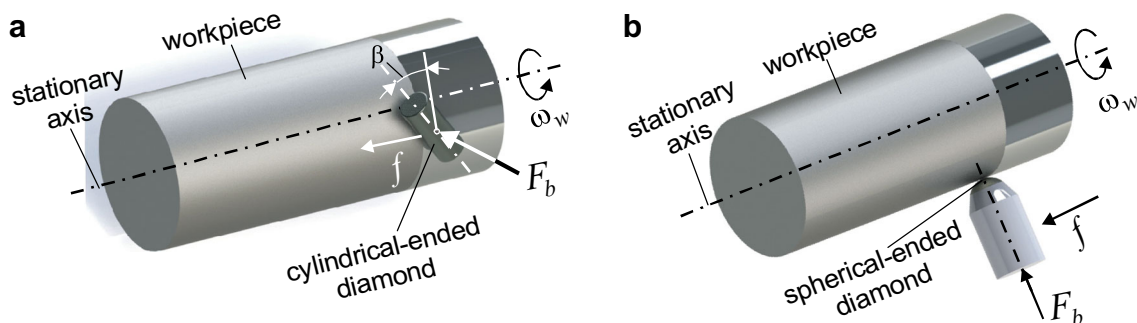 a
workpiece
stationary
axis
β
ω_w
f
F_b
cylindrical-ended
diamond
b
workpiece
stationary
axis
ω_w
spherical-ended
diamond
f
F_b